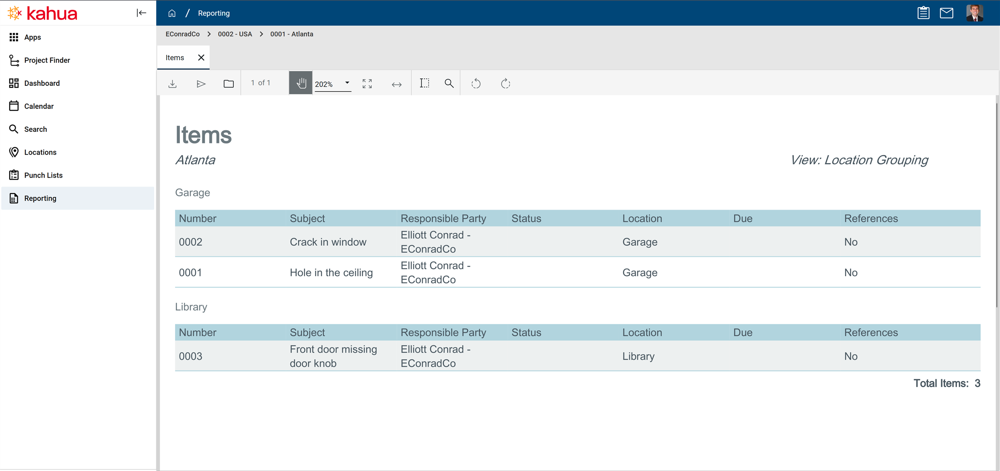 kahua
/ Reporting
Apps
Project Finder
Dashboard
Calendar
Search
Locations
Punch Lists
Reporting
EConradCo > 0002 - USA > 0001 - Atlanta
Items
1 of 1
202%
Items
Atlanta
View: Location Grouping
Garage
Number Subject Responsible Party Status Location Due References
0002 Crack in window Elliott Conrad - EConradCo Garage No
0001 Hole in the ceiling Elliott Conrad - EConradCo Garage No
Library
Number Subject Responsible Party Status Location Due References
0003 Front door missing door knob Elliott Conrad - EConradCo Library No
Total Items: 3